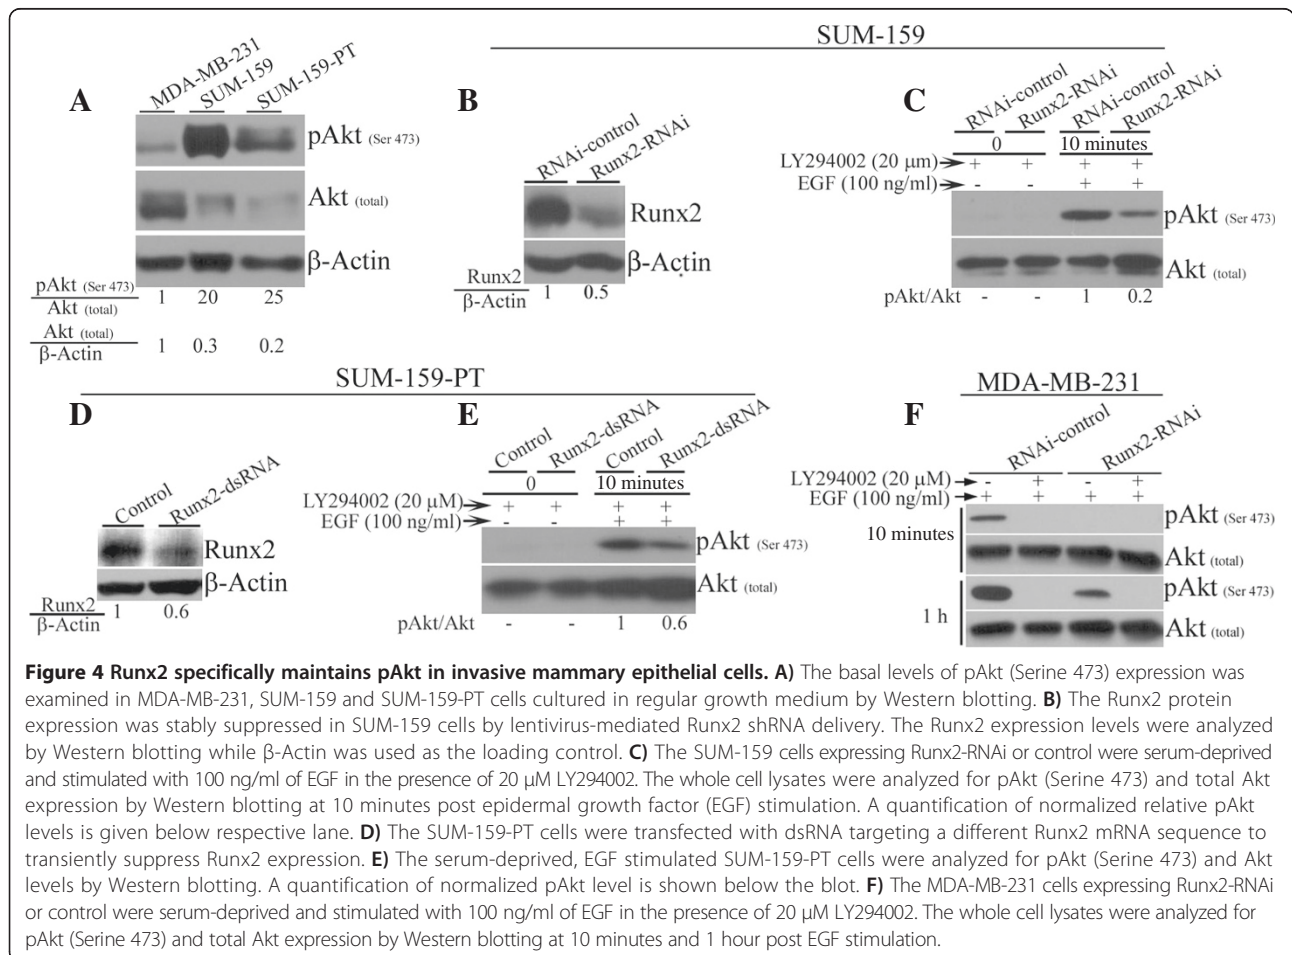 SUM-159
A
MDA-MB-231
SUM-159
SUM-159-PT
pAkt (Ser 473)
Akt (total)
β-Actin
pAkt (Ser 473)
Akt (total)
1 20 25
Akt (total)
β-Actin
1 0.3 0.2
B
RNAi-control
Runx2-RNAi
Runx2
β-Actin
Runx2
β-Actin
1 0.5
C
RNAi-control
Runx2-RNAi
RNAi-control
Runx2-RNAi
0 10 minutes
LY294002 (20 µm) + + + +
EGF (100 ng/ml) - - + +
pAkt (Ser 473)
Akt (total)
pAkt/Akt - - 1 0.2
SUM-159-PT
D
Control
Runx2-dsRNA
Runx2
β-Actin
Runx2
β-Actin
1 0.6
E
Control
Runx2-dsRNA
Control
Runx2-dsRNA
0 10 minutes
LY294002 (20 µM) + + + +
EGF (100 ng/ml) - - + +
pAkt (Ser 473)
Akt (total)
pAkt/Akt - - 1 0.6
MDA-MB-231
F
RNAi-control
Runx2-RNAi
LY294002 (20 µM) - + - +
EGF (100 ng/ml) + + + +
10 minutes
pAkt (Ser 473)
Akt (total)
1 h
pAkt (Ser 473)
Akt (total)
Figure 4 Runx2 specifically maintains pAkt in invasive mammary epithelial cells. A) The basal levels of pAkt (Serine 473) expression was
examined in MDA-MB-231, SUM-159 and SUM-159-PT cells cultured in regular growth medium by Western blotting. B) The Runx2 protein
expression was stably suppressed in SUM-159 cells by lentivirus-mediated Runx2 shRNA delivery. The Runx2 expression levels were analyzed
by Western blotting while β-Actin was used as the loading control. C) The SUM-159 cells expressing Runx2-RNAi or control were serum-deprived
and stimulated with 100 ng/ml of EGF in the presence of 20 µM LY294002. The whole cell lysates were analyzed for pAkt (Serine 473) and total Akt
expression by Western blotting at 10 minutes post epidermal growth factor (EGF) stimulation. A quantification of normalized relative pAkt
levels is given below respective lane. D) The SUM-159-PT cells were transfected with dsRNA targeting a different Runx2 mRNA sequence to
transiently suppress Runx2 expression. E) The serum-deprived, EGF stimulated SUM-159-PT cells were analyzed for pAkt (Serine 473) and Akt
levels by Western blotting. A quantification of normalized pAkt level is shown below the blot. F) The MDA-MB-231 cells expressing Runx2-RNAi
or control were serum-deprived and stimulated with 100 ng/ml of EGF in the presence of 20 µM LY294002. The whole cell lysates were analyzed for
pAkt (Serine 473) and total Akt expression by Western blotting at 10 minutes and 1 hour post EGF stimulation.